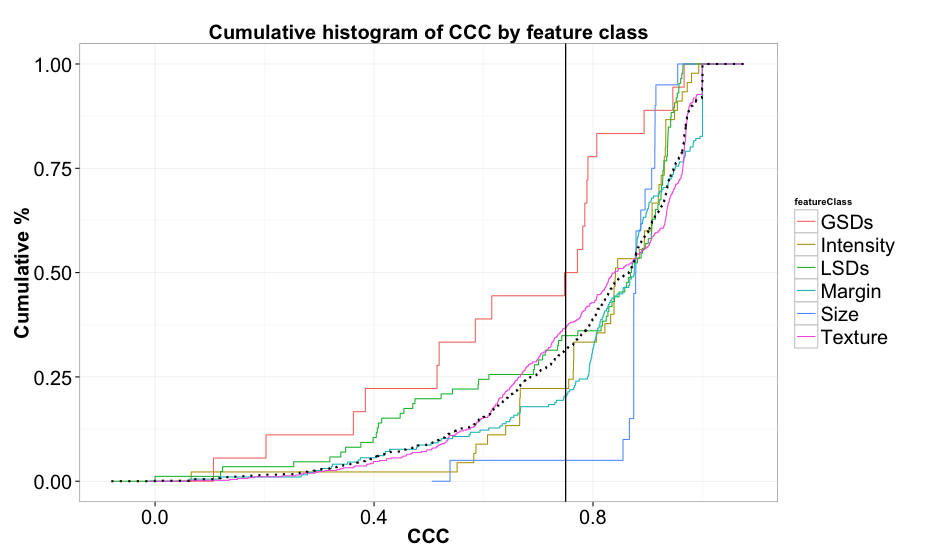 Cumulative histogram of CCC by feature class
1.00
0.75
0.50
0.25
0.00
Cumulative %
0.0 0.4 0.8
CCC
featureClass
GSDs
Intensity
LSDs
Margin
Size
Texture